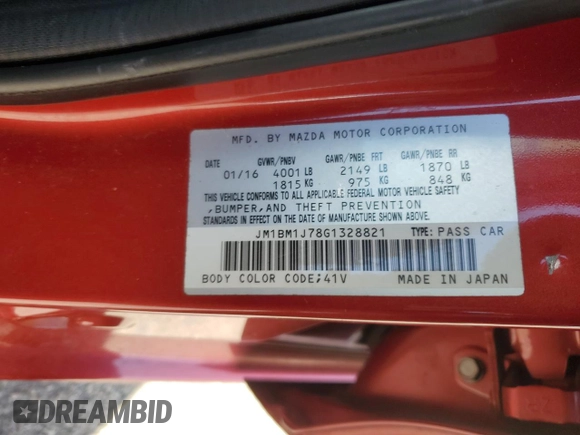 MFD. BY MAZDA MOTOR CORPORATION
DATE GVWR/PNBV GAWR/PNBE FRT GAWR/PNBE RR
01/16 4001 LB 2149 LB 1870 LB
1815 KG 975 KG 848 KG
THIS VEHICLE CONFORMS TO ALL APPLICABLE FEDERAL MOTOR VEHICLE SAFETY
,BUMPER,AND THEFT PREVENTION
STANDARDS IN EFFECT ON THE DATE OF MANUFACTURE SHOWN ABOVE.
JM1BM1J78G1328821 TYPE: PASS CAR
BODY COLOR CODE;41V MADE IN JAPAN
DREAMBID